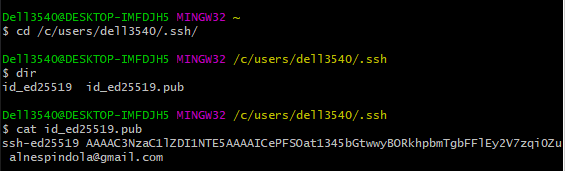 Dell3540@DESKTOP-IMFDJH5 MINGW32 ~
$ cd /c/users/dell3540/.ssh/
Dell3540@DESKTOP-IMFDJH5 MINGW32 /c/users/dell3540/.ssh
$ dir
id_ed25519  id_ed25519.pub
Dell3540@DESKTOP-IMFDJH5 MINGW32 /c/users/dell3540/.ssh
$ cat id_ed25519.pub
ssh-ed25519 AAAAC3NzaC1lZDI1NTE5AAAAICePFSOat1345bGtwwyBORkhpbmTgbFFlEy2V7zqiOZu
alnespindola@gmail.com